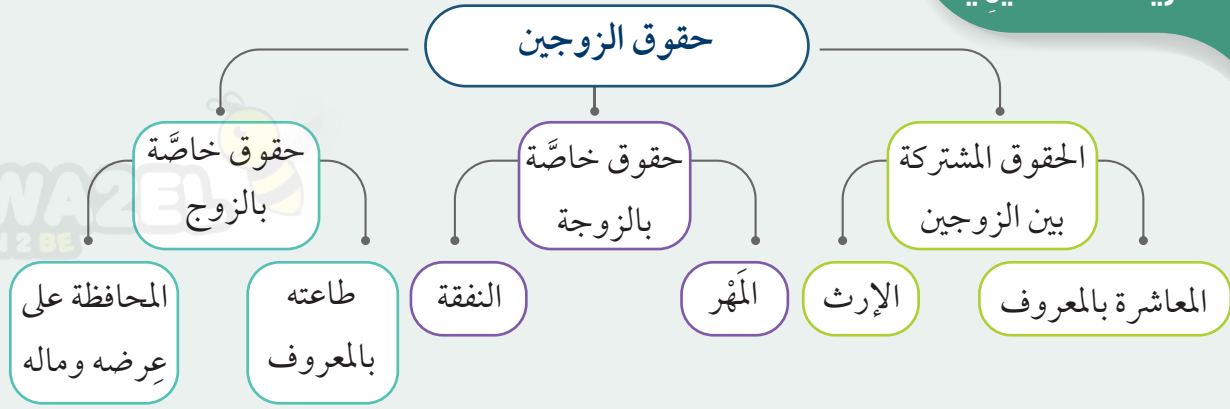 حقوق الزوجين
الحقوق المشتركة
بين الزوجين
حقوق خاصَّة
بالزوجة
حقوق خاصَّة
بالزوج
المعاشرة بالمعروف
الإرث
المَهْر
النفقة
طاعته
بالمعروف
المحافظة على
عِرضه وماله